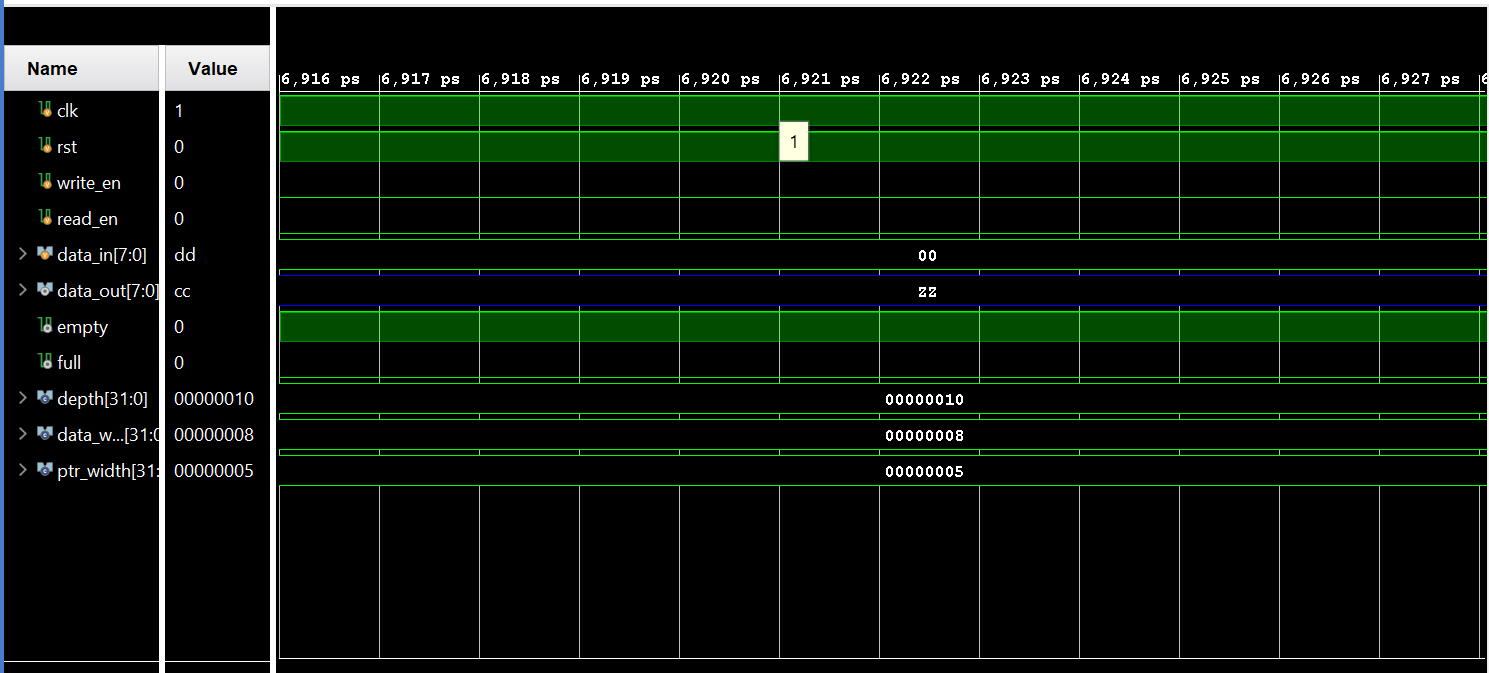 Name Value
6,916 ps 6,917 ps 6,918 ps 6,919 ps 6,920 ps 6,921 ps 6,922 ps 6,923 ps 6,924 ps 6,925 ps 6,926 ps 6,927 ps
clk 1
rst 0 1
write_en 0
read_en 0
data_in[7:0] dd 00
data_out[7:0] cc zz
empty 0
full 0
depth[31:0] 00000010 00000010
data_w...[31:0 00000008 00000008
ptr_width[31: 00000005 00000005